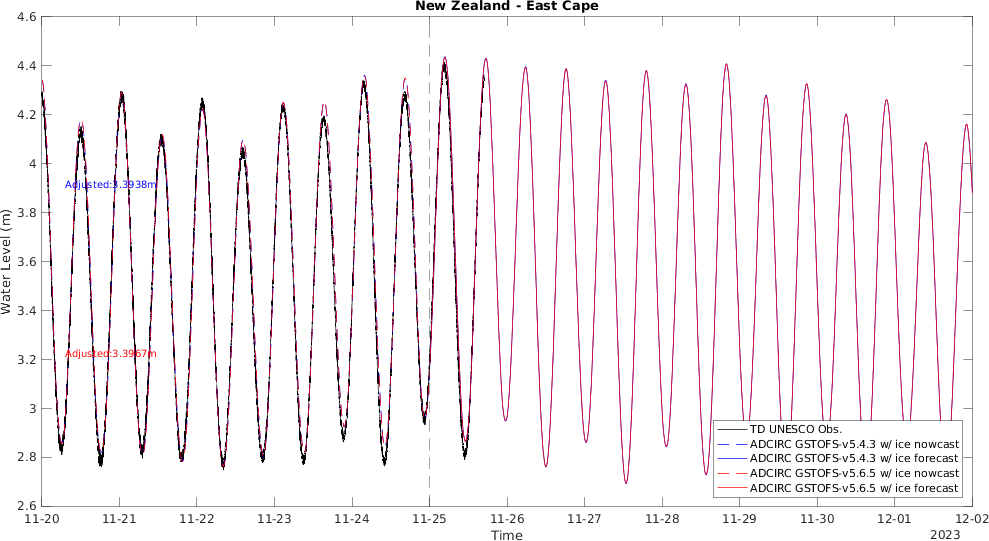 New Zealand - East Cape
4.6
4.4
4.2
4
3.8
3.6
3.4
3.2
3
2.8
2.6
Water Level (m)
Adjusted:3.3938m
Adjusted:3.3967m
TD UNESCO Obs.
ADCIRC GSTOFS-v5.4.3 w/ ice nowcast
ADCIRC GSTOFS-v5.4.3 w/ ice forecast
ADCIRC GSTOFS-v5.6.5 w/ ice nowcast
ADCIRC GSTOFS-v5.6.5 w/ ice forecast
11-20 11-21 11-22 11-23 11-24 11-25 11-26 11-27 11-28 11-29 11-30 12-01 12-02
Time
2023